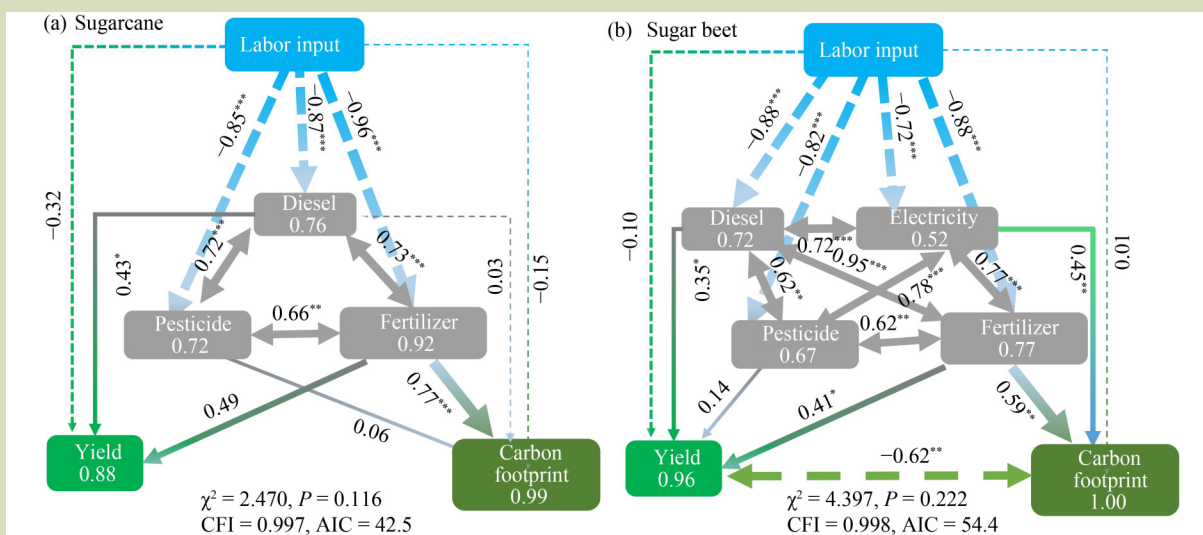 (a) Sugarcane
Labor input
−0.85***
−0.87***
−0.96***
−0.32
Diesel
0.76
0.72***
0.73***
0.43*
0.03
−0.15
Pesticide
0.72
0.66**
Fertilizer
0.92
0.49
0.06
0.77***
Yield
0.88
Carbon
footprint
0.99
χ² = 2.470, P = 0.116
CFI = 0.997, AIC = 42.5
(b) Sugar beet
Labor input
−0.88***
−0.82***
−0.72***
−0.88***
−0.10
Diesel
0.72
Electricity
0.52
0.72***
0.95***
0.35*
0.62**
0.78***
0.77***
0.45***
0.01
Pesticide
0.67
0.62**
Fertilizer
0.77
0.14
0.41*
0.59**
Yield
0.96
−0.62**
Carbon
footprint
1.00
χ² = 4.397, P = 0.222
CFI = 0.998, AIC = 54.4